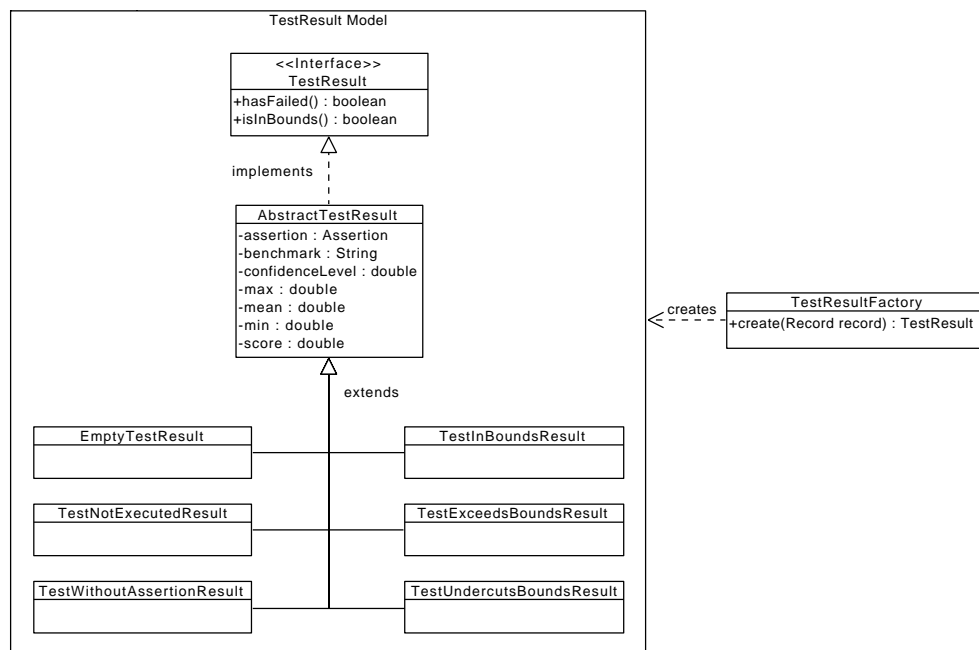 TestResult Model
<<Interface>>
TestResult
+hasFailed() : boolean
+isInBounds() : boolean
implements
AbstractTestResult
-assertion : Assertion
-benchmark : String
-confidenceLevel : double
-max : double
-mean : double
-min : double
-score : double
creates
TestResultFactory
+create(Record record) : TestResult
extends
EmptyTestResult
TestInBoundsResult
TestNotExecutedResult
TestExceedsBoundsResult
TestWithoutAssertionResult
TestUndercutsBoundsResult